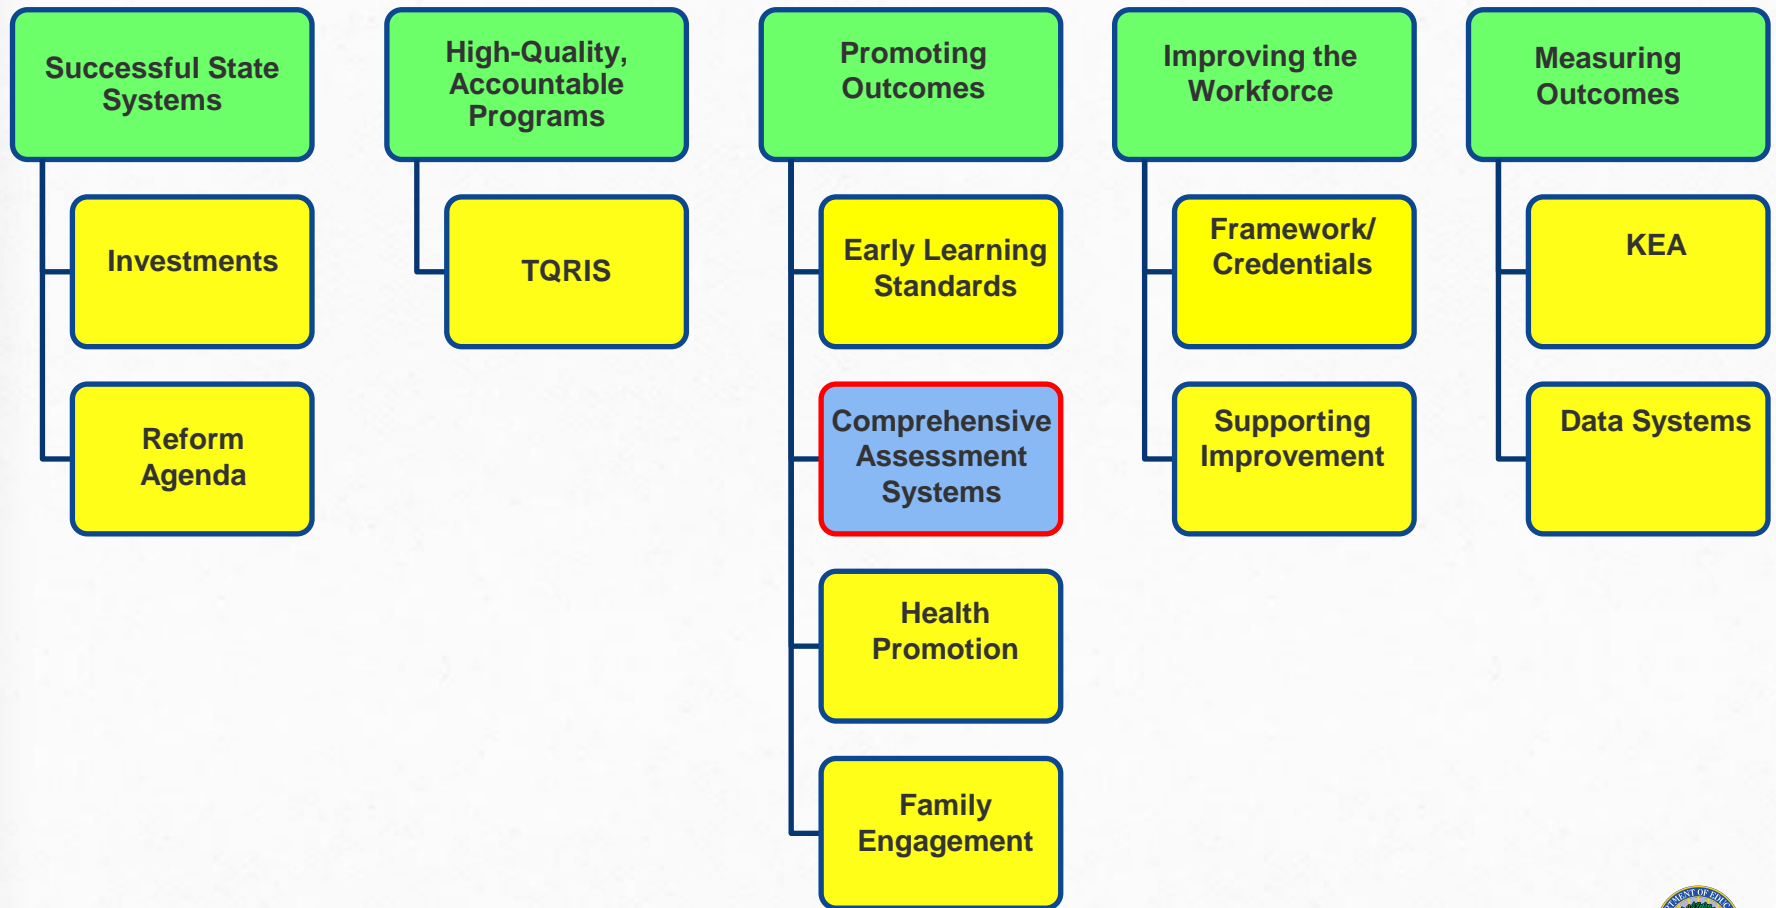 Successful State
Systems
High-Quality,
Accountable
Programs
Promoting
Outcomes
Improving the
Workforce
Measuring
Outcomes
Investments
TQRIS
Early Learning
Standards
Framework/
Credentials
KEA
Reform
Agenda
Comprehensive
Assessment
Systems
Supporting
Improvement
Data Systems
Health
Promotion
Family
Engagement